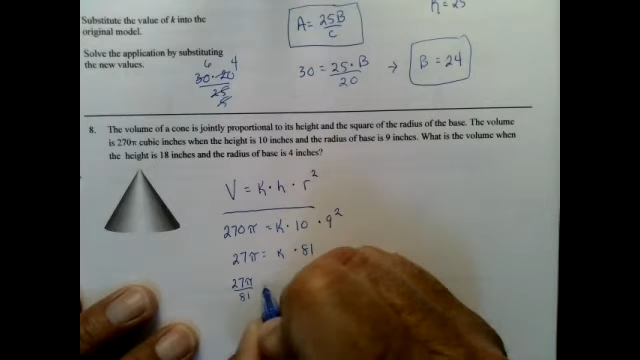 K = 25
Substitute the value of k into the
original model.
A = 25B/C
Solve the application by substituting
the new values.
6 4
30·20
25
5
30 = 25·B/20 → B = 24
8. The volume of a cone is jointly proportional to its height and the square of the radius of the base. The volume
is 270π cubic inches when the height is 10 inches and the radius of base is 9 inches. What is the volume when
the height is 18 inches and the radius of base is 4 inches?
V = K·h·r²
270π = K·10·9²
27π = K·81
27π/81